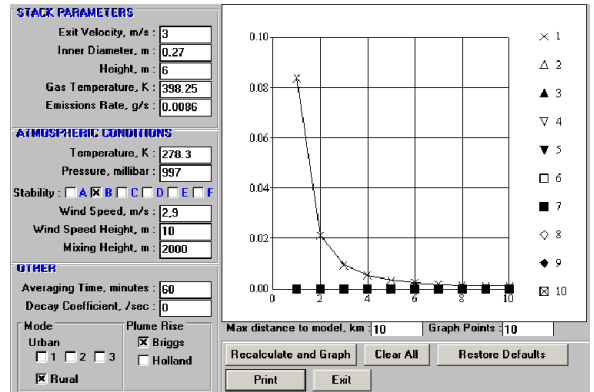 STACK PARAMETERS
Exit Velocity, m/s : 3
Inner Diameter, m : 0.27
Height, m : 6
Gas Temperature, K : 398.25
Emissions Rate, g/s : 0.0086
ATMOSPHERIC CONDITIONS
Temperature, K : 278.3
Pressure, millibar : 997
Stability : A B C D E F
Wind Speed, m/s : 2,9
Wind Speed Height, m : 10
Mixing Height, m : 2000
OTHER
Averaging Time, minutes : 60
Decay Coefficient, /sec : 0
Mode
Urban
1 2 3
Rural
Plume Rise
Briggs
Holland
0.10
0.08
0.06
0.04
0.02
0.00
0 2 4 6 8 10
1
2
3
4
5
6
7
8
9
10
Max distance to model, km : 10 Graph Points : 10
Recalculate and Graph Clear All Restore Defaults
Print Exit